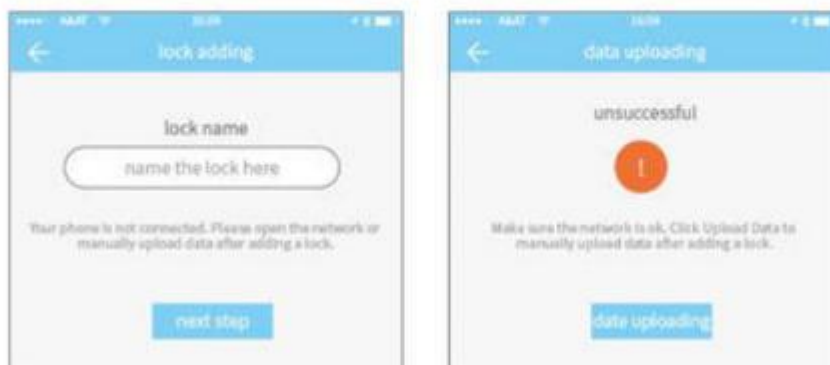 lock adding
lock name
name the lock here
Your phone is not connected. Please open the network or
manually upload data after adding a lock.
next step
data uploading
unsuccessful
!
Make sure the network is ok. Click Upload Data to
manually upload data after adding a lock.
date uploading